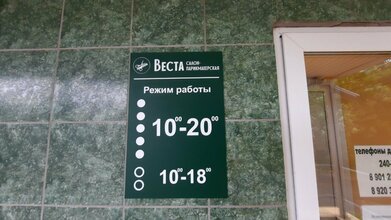 ВЕСТА САЛОН-
ПАРИКМАХЕРСКАЯ
Режим работы
10⁰⁰-20⁰⁰
10⁰⁰-18⁰⁰
телефоны д
240-
8 901 2
8 920